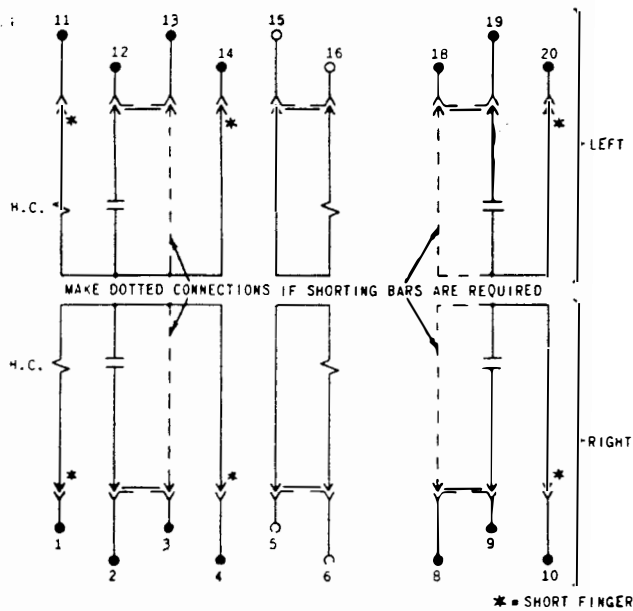 11 13 15 19
12 14 16 18 20
* * *
LEFT
H.C.
MAKE DOTTED CONNECTIONS IF SHORTING BARS ARE REQUIRED
H.C.
RIGHT
* * *
1 3 5 9
2 4 6 8 10
* = SHORT FINGER